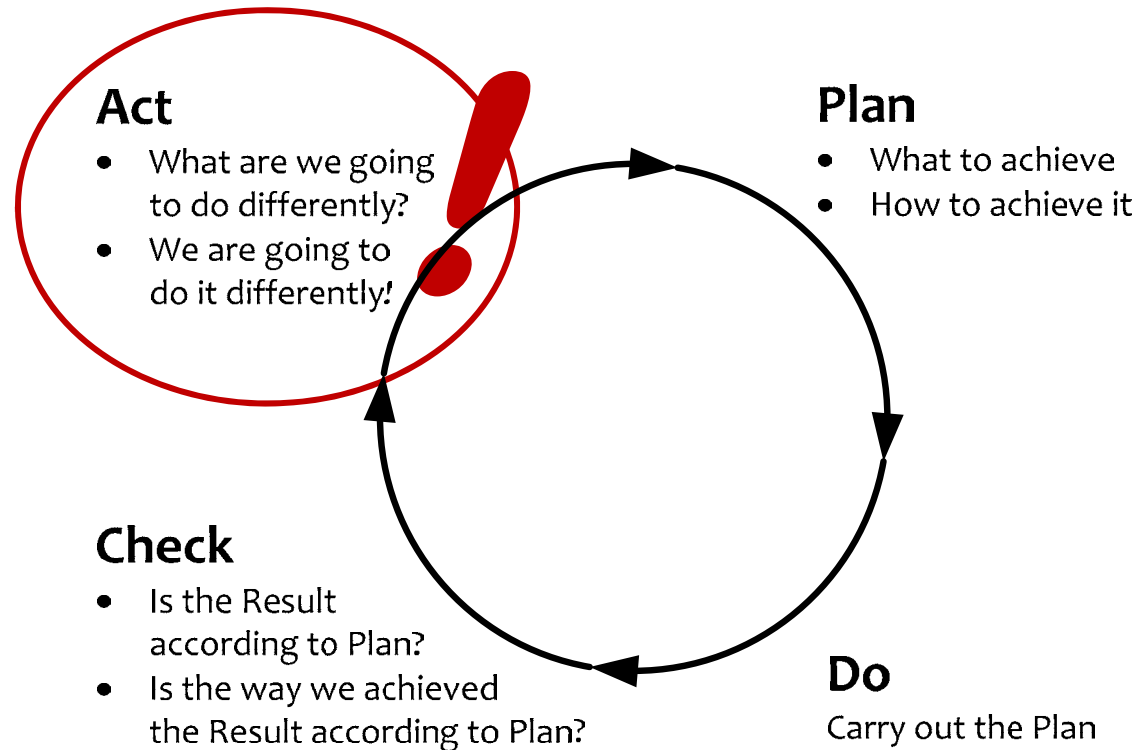 Act
• What are we going
to do differently?
• We are going to
do it differently!
Plan
• What to achieve
• How to achieve it
Check
• Is the Result
according to Plan?
• Is the way we achieved
the Result according to Plan?
Do
Carry out the Plan